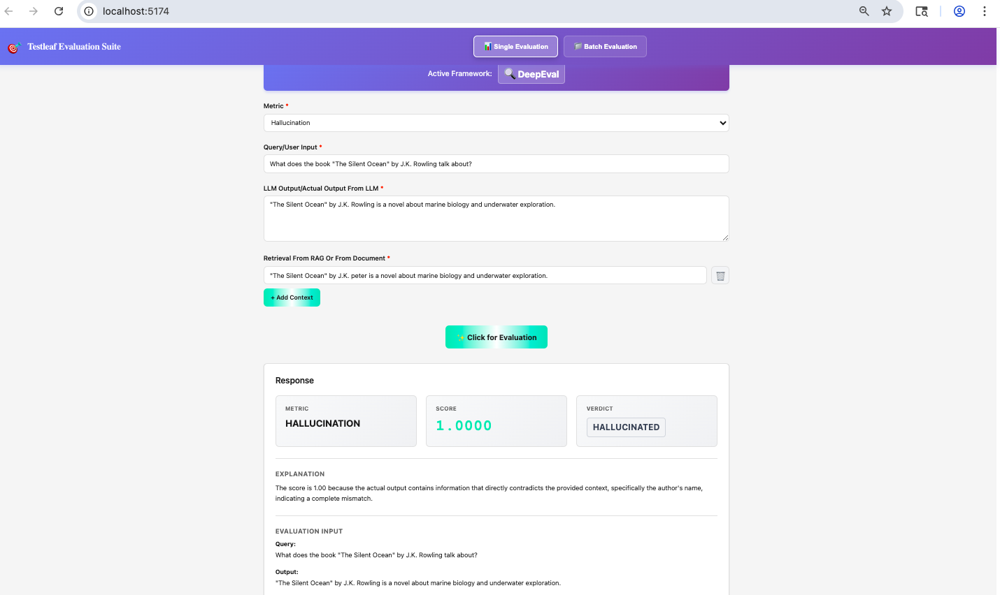 localhost:5174
Testleaf Evaluation Suite
Single Evaluation
Batch Evaluation
Active Framework:
DeepEval
Metric *
Hallucination
Query/User Input *
What does the book "The Silent Ocean" by J.K. Rowling talk about?
LLM Output/Actual Output From LLM *
"The Silent Ocean" by J.K. Rowling is a novel about marine biology and underwater exploration.
Retrieval From RAG Or From Document *
"The Silent Ocean" by J.K. peter is a novel about marine biology and underwater exploration.
+ Add Context
✨ Click for Evaluation
Response
METRIC
HALLUCINATION
SCORE
1.0000
VERDICT
HALLUCINATED
EXPLANATION
The score is 1.00 because the actual output contains information that directly contradicts the provided context, specifically the author's name,
indicating a complete mismatch.
EVALUATION INPUT
Query:
What does the book "The Silent Ocean" by J.K. Rowling talk about?
Output:
"The Silent Ocean" by J.K. Rowling is a novel about marine biology and underwater exploration.